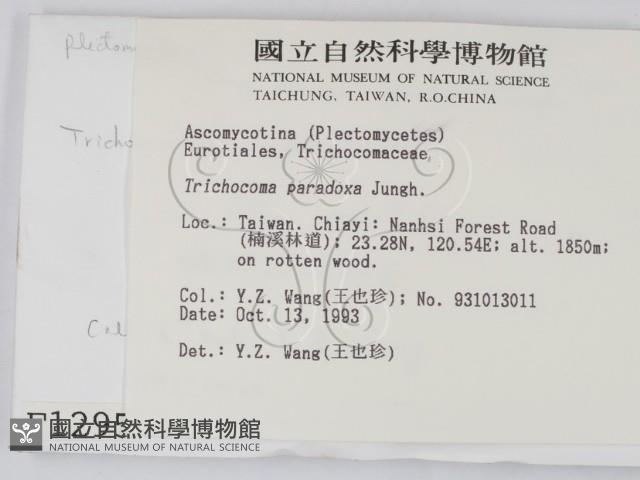 國立自然科學博物館
NATIONAL MUSEUM OF NATURAL SCIENCE
TAICHUNG, TAIWAN, R.O.CHINA
Ascomycotina (Plectomycetes)
Eurotiales, Trichocomaceae
Trichocoma paradoxa Jungh.
Loc.: Taiwan. Chiayi: Nanhsi Forest Road
(楠溪林道); 23.28N, 120.54E; alt. 1850m;
on rotten wood.
Col.: Y.Z. Wang(王也珍); No. 931013011
Date: Oct. 13, 1993
Det.: Y.Z. Wang(王也珍)
Plectom
Tricho
Col
國立自然科學博物館
NATIONAL MUSEUM OF NATURAL SCIENCE